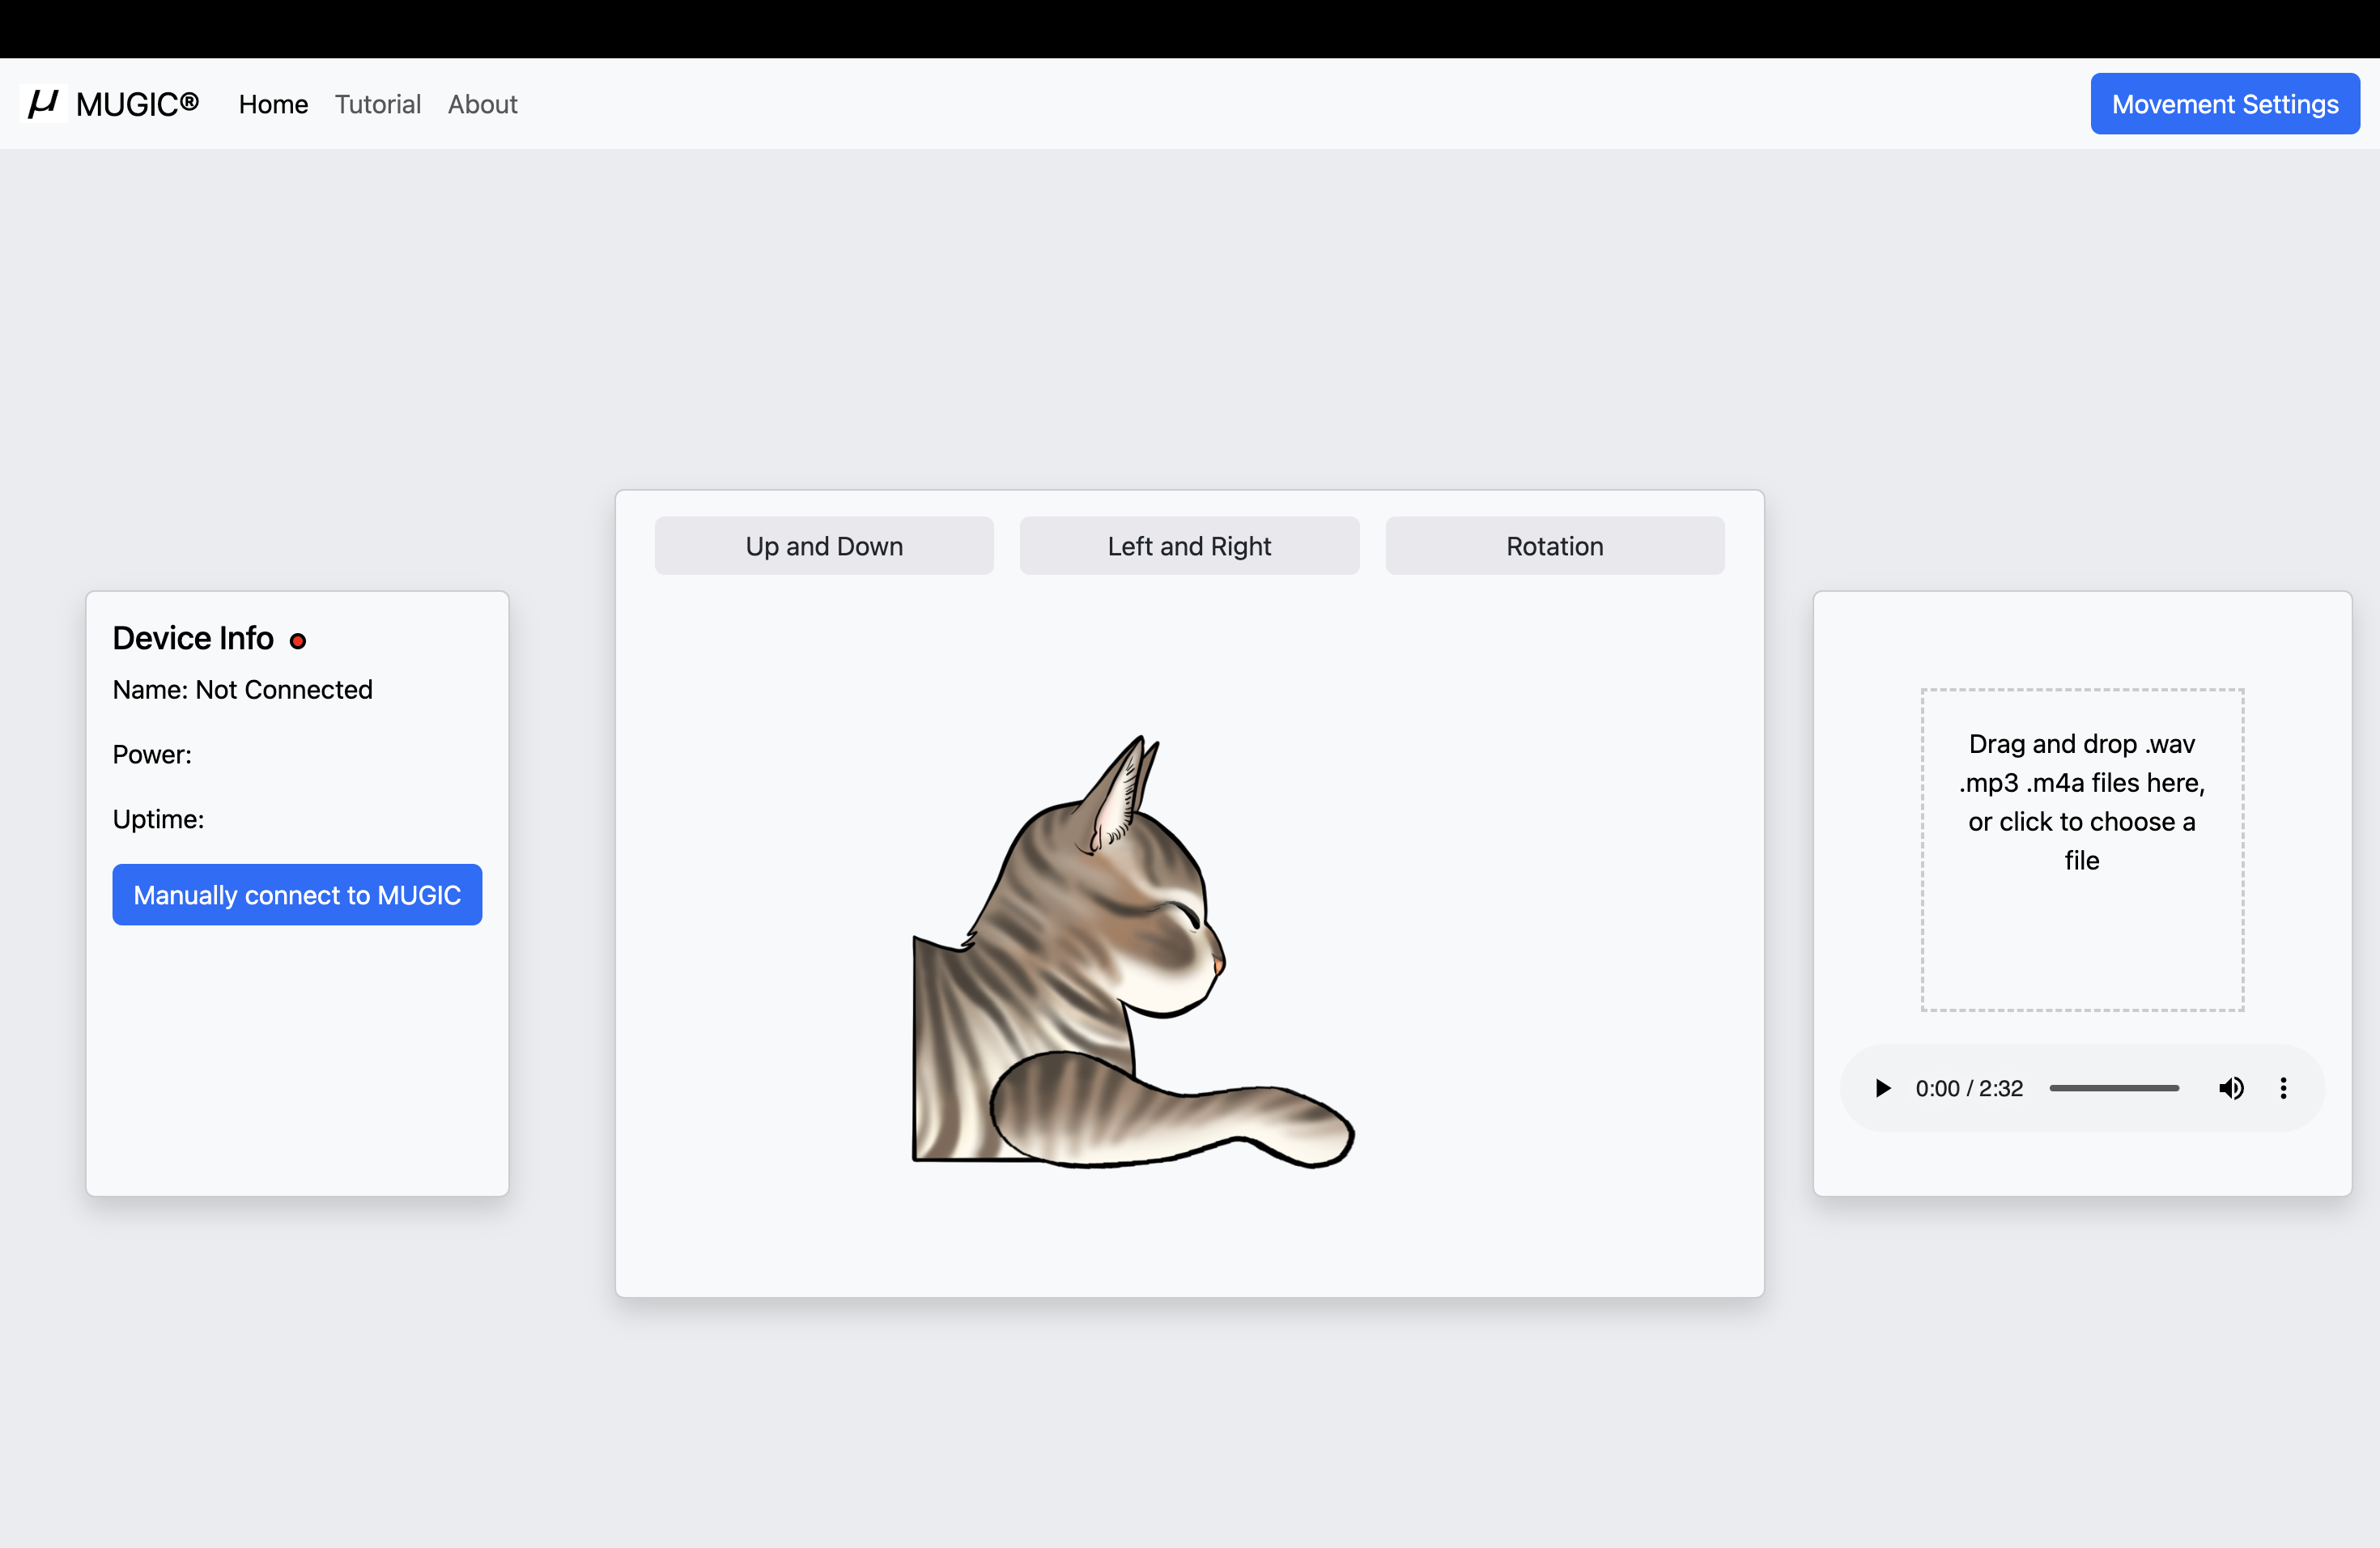 μ MUGIC® Home Tutorial About Movement Settings
Device Info
Name: Not Connected
Power:
Uptime:
Manually connect to MUGIC
Up and Down Left and Right Rotation
Drag and drop .wav
.mp3 .m4a files here,
or click to choose a
file
0:00 / 2:32